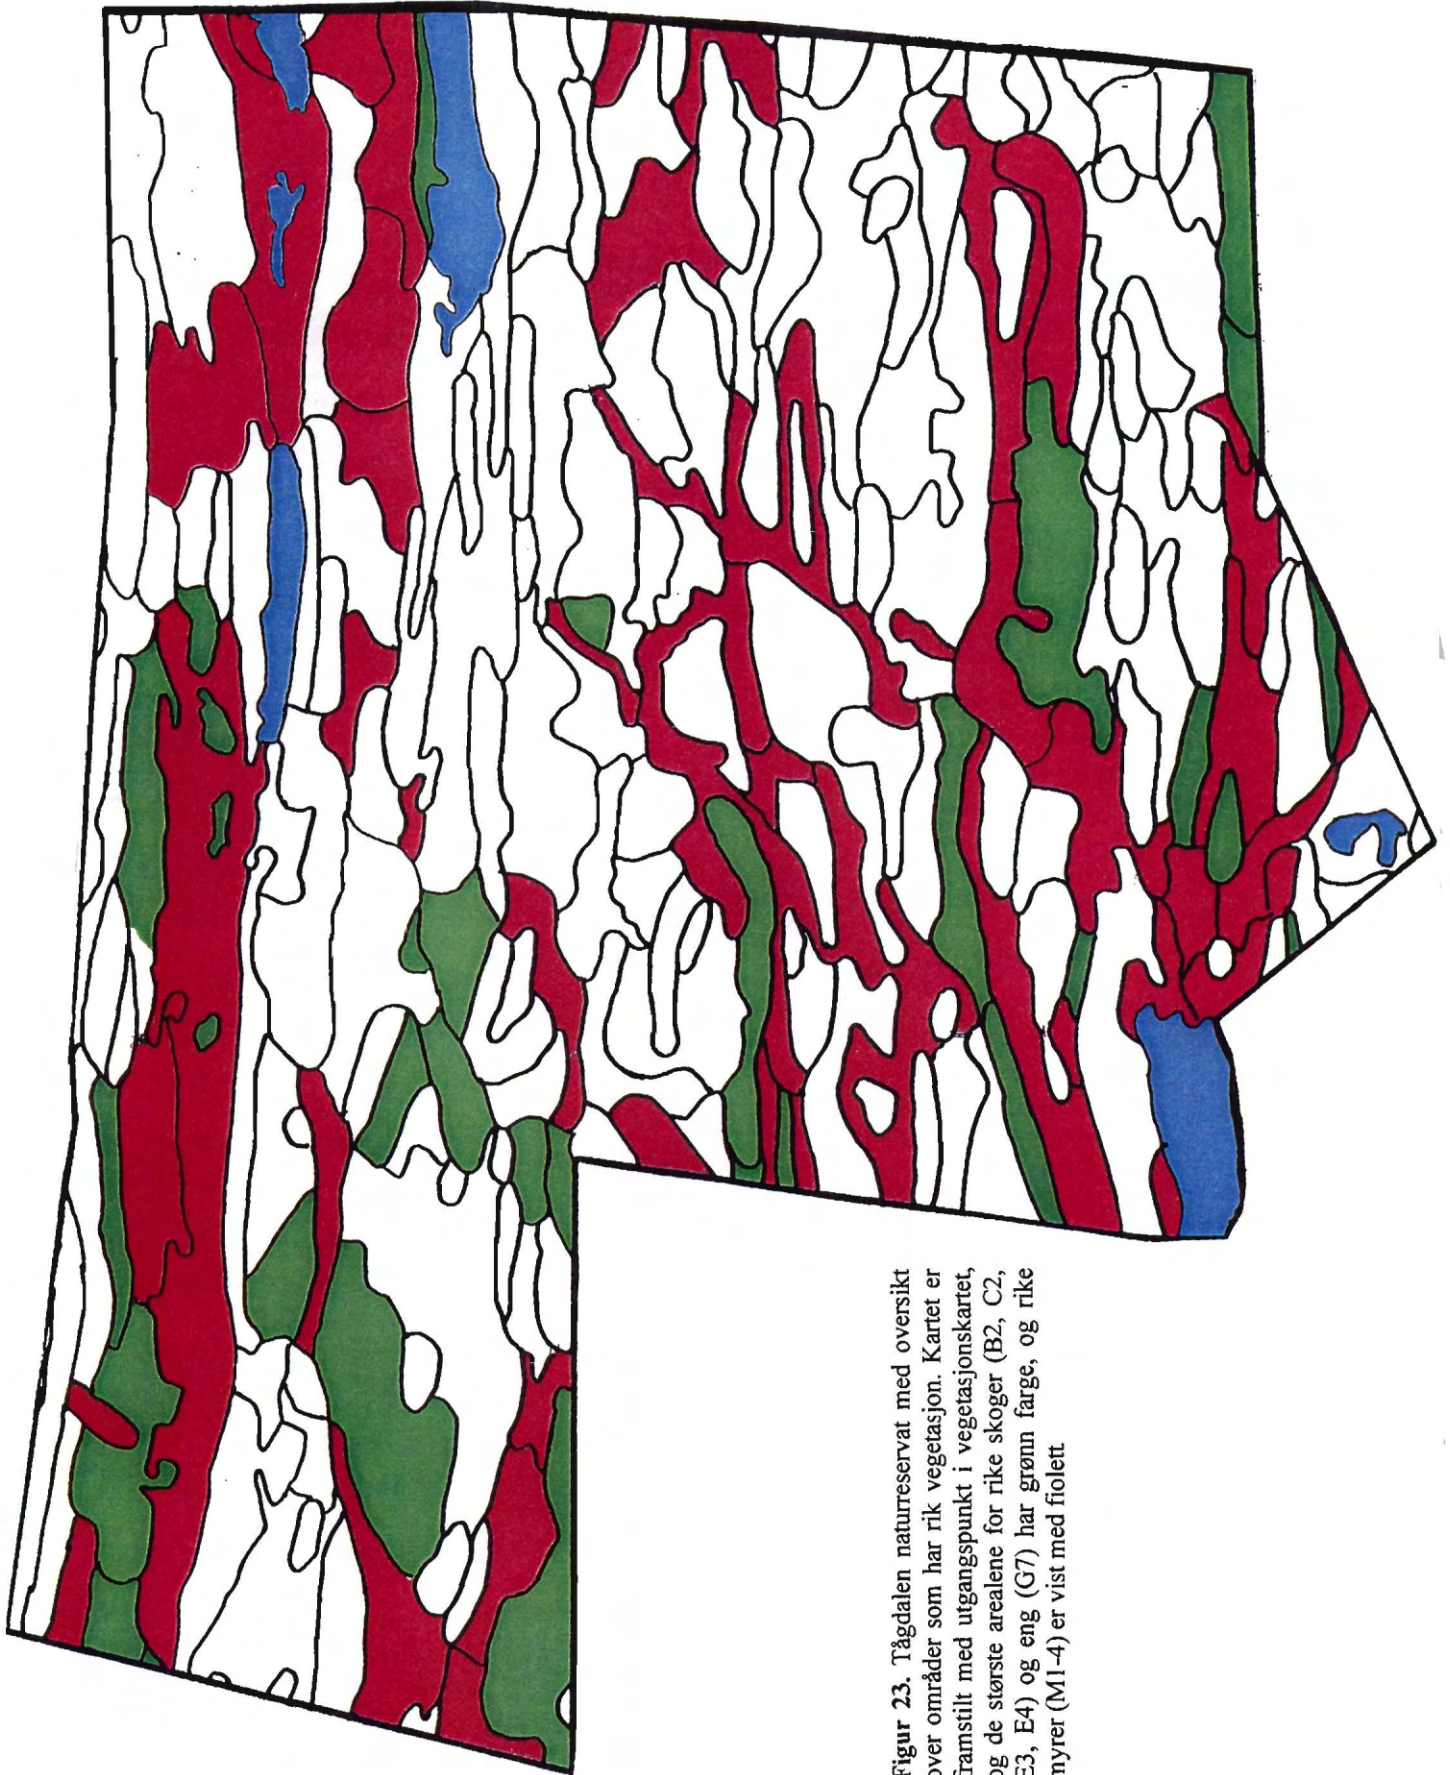 Figur 23. Tågdalen naturreservat med oversikt
over områder som har rik vegetasjon. Kartet er
framstilt med utgangspunkt i vegetasjonskartet,
og de største arealene for rike skoger (B2, C2,
E3, E4) og eng (G7) har grønn farge, og rike
myrer (M1-4) er vist med fiolett